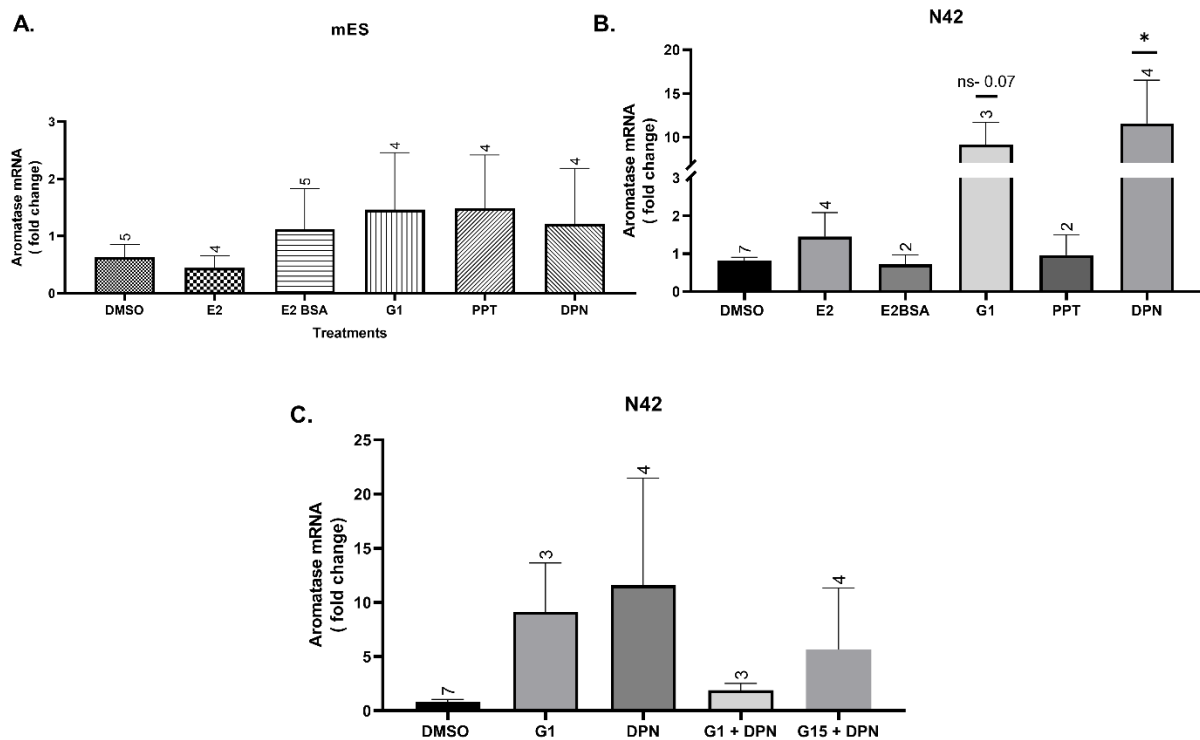 A.
mES
Aromatase mRNA
( fold change)
3
2
1
0
5
4
5
4
4
4
DMSO
E2
E2 BSA
G1
PPT
DPN
Treatments
B.
N42
Aromatase mRNA
( fold change)
20
15
10
3
2
1
0
7
4
2
ns- 0.07
3
2
*
4
DMSO
E2
E2BSA
G1
PPT
DPN
C.
N42
Aromatase mRNA
( fold change)
25
20
15
10
5
0
7
3
4
3
4
DMSO
G1
DPN
G1 + DPN
G15 + DPN